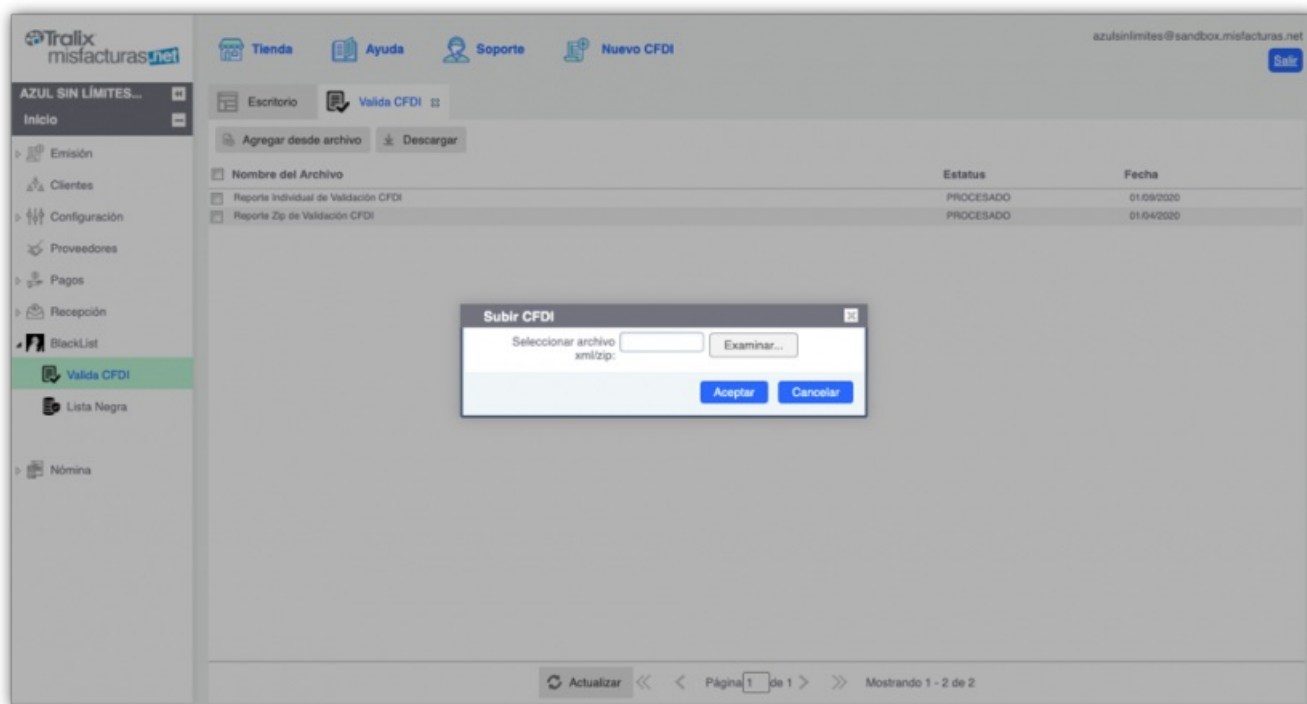 Tralix
misfacturas.net
Tienda
Ayuda
Soporte
Nuevo CFDI
azulsinlimites@sandbox.misfacturas.net
Salir
AZUL SIN LÍMITES...
Inicio
Emisión
Clientes
Configuración
Proveedores
Pagos
Recepción
BlackList
Valida CFDI
Lista Negra
Nómina
Escritorio
Valida CFDI
Agregar desde archivo
Descargar
Nombre del Archivo Estatus Fecha
Reporte Individual de Validación CFDI PROCESADO 01/09/2020
Reporte Zip de Validación CFDI PROCESADO 01/04/2020
Subir CFDI
Seleccionar archivo
xml/zip:
Examinar...
Aceptar
Cancelar
Actualizar
Página 1 de 1
Mostrando 1 - 2 de 2